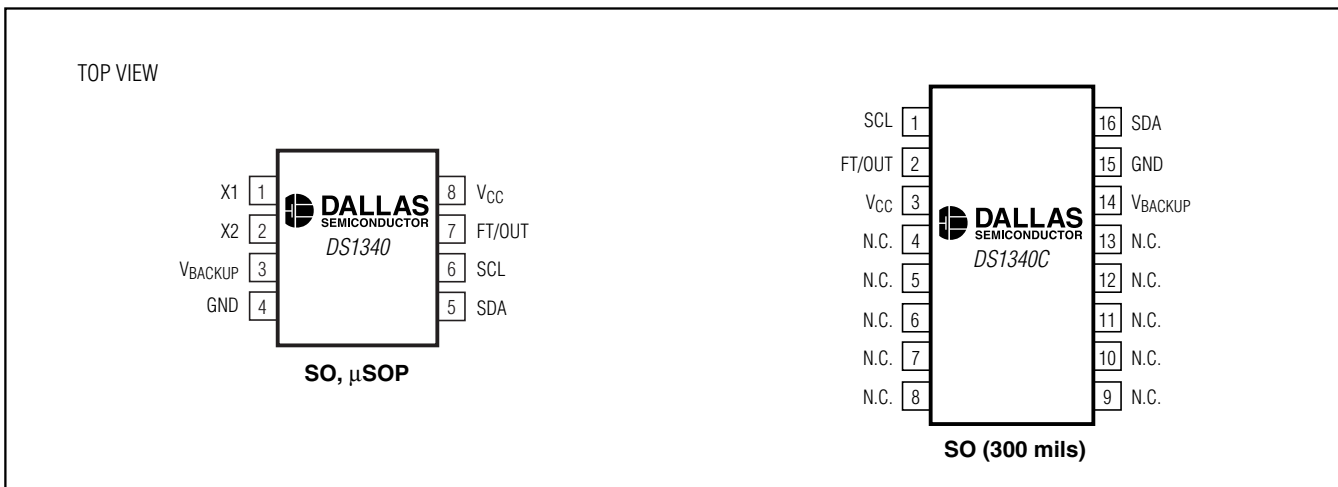 TOP VIEW
X1 1
X2 2
VBACKUP 3
GND 4
8 VCC
7 FT/OUT
6 SCL
5 SDA
DALLAS
SEMICONDUCTOR
DS1340
SO, µSOP
SCL 1
FT/OUT 2
VCC 3
N.C. 4
N.C. 5
N.C. 6
N.C. 7
N.C. 8
16 SDA
15 GND
14 VBACKUP
13 N.C.
12 N.C.
11 N.C.
10 N.C.
9 N.C.
DALLAS
SEMICONDUCTOR
DS1340C
SO (300 mils)